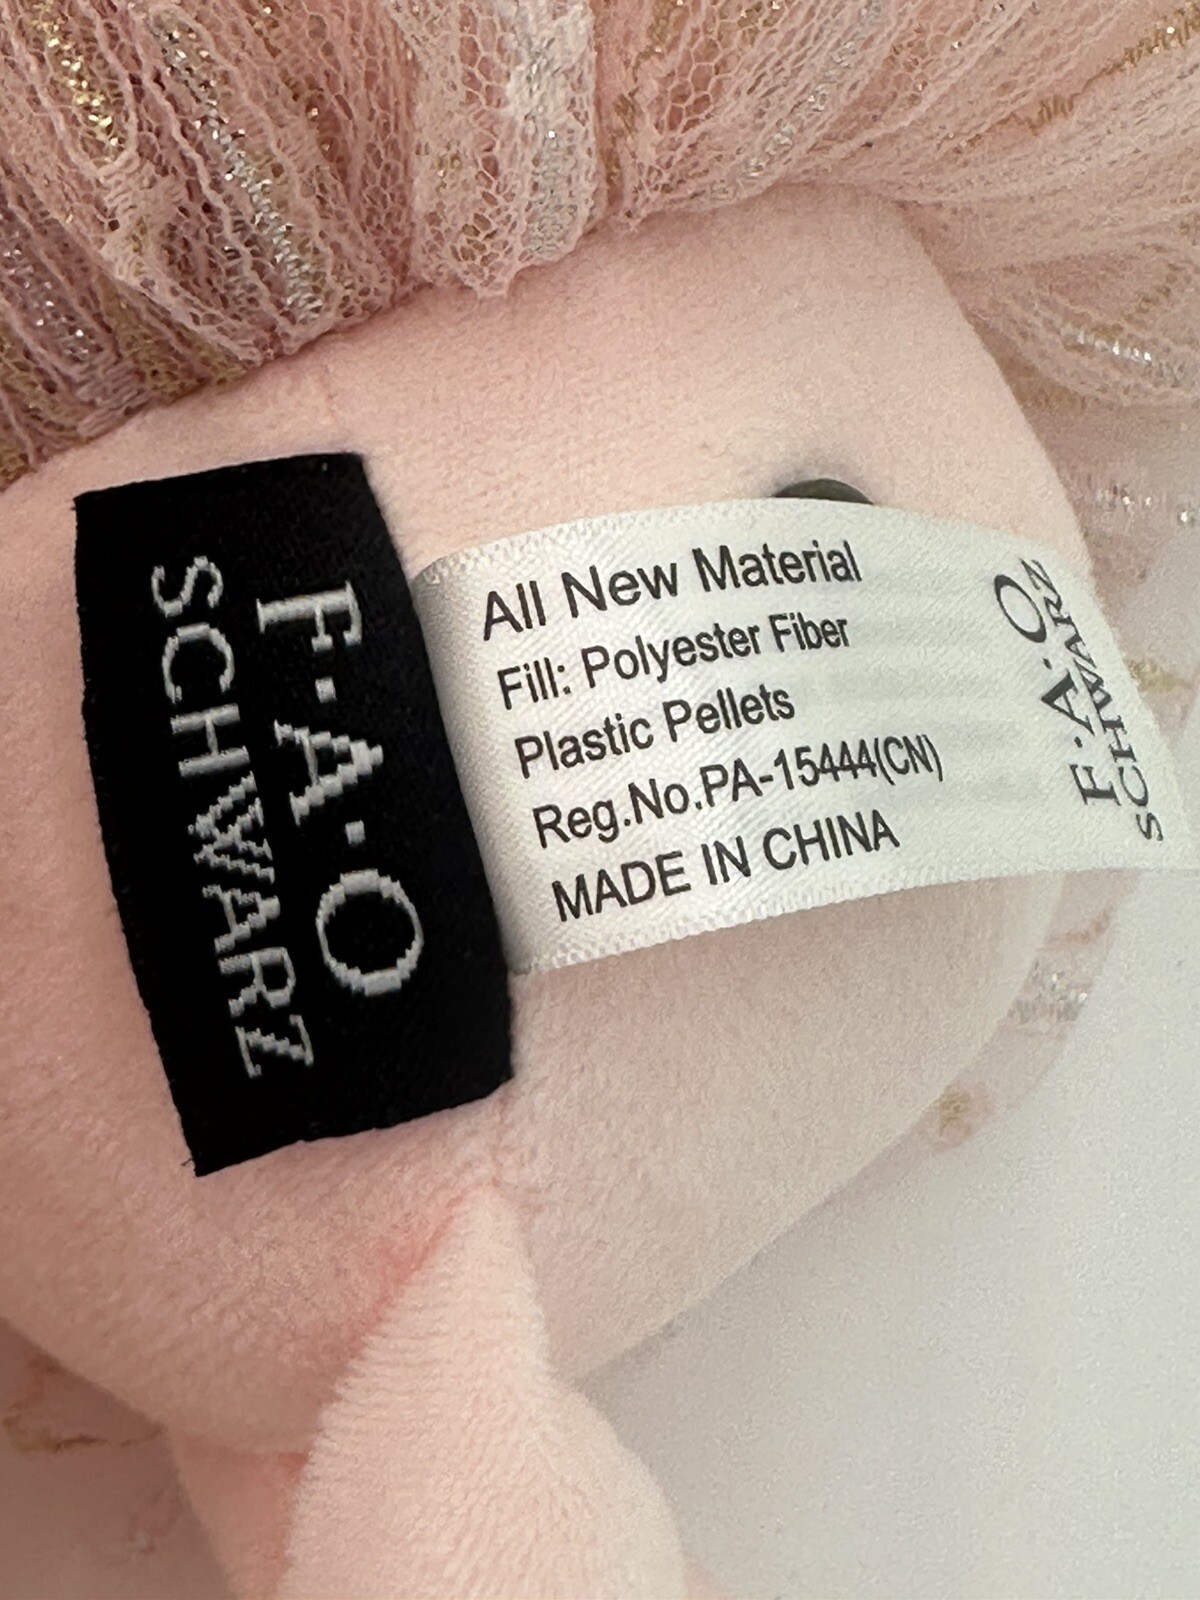 F·A·O
SCHWARZ
All New Material
Fill: Polyester Fiber
Plastic Pellets
Reg.No.PA-15444(CN)
MADE IN CHINA
F·A·O
SCHWARZ